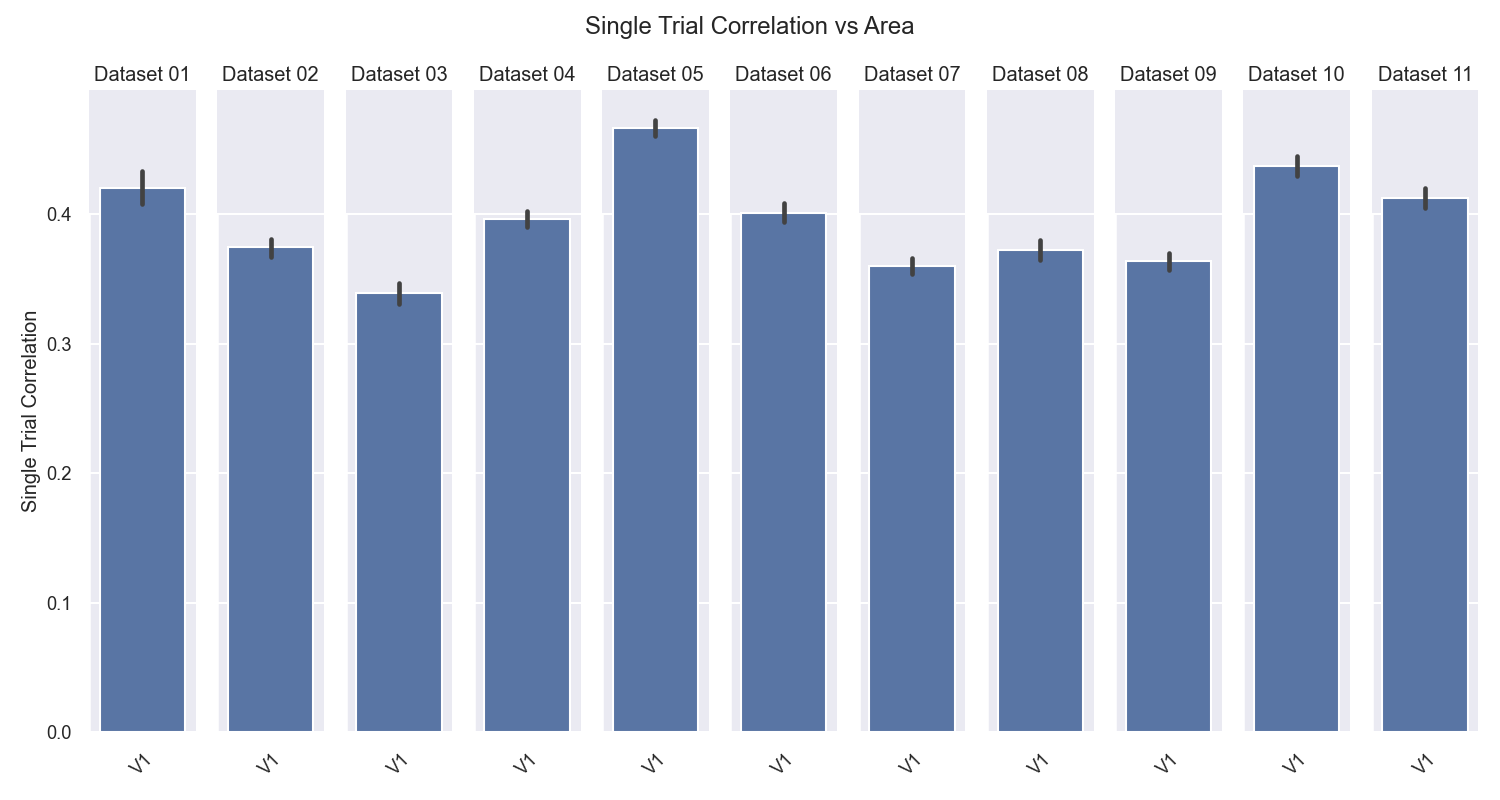 Single Trial Correlation vs Area
Dataset 01
Dataset 02
Dataset 03
Dataset 04
Dataset 05
Dataset 06
Dataset 07
Dataset 08
Dataset 09
Dataset 10
Dataset 11
Single Trial Correlation
0.4
0.3
0.2
0.1
0.0
V1
V1
V1
V1
V1
V1
V1
V1
V1
V1
V1